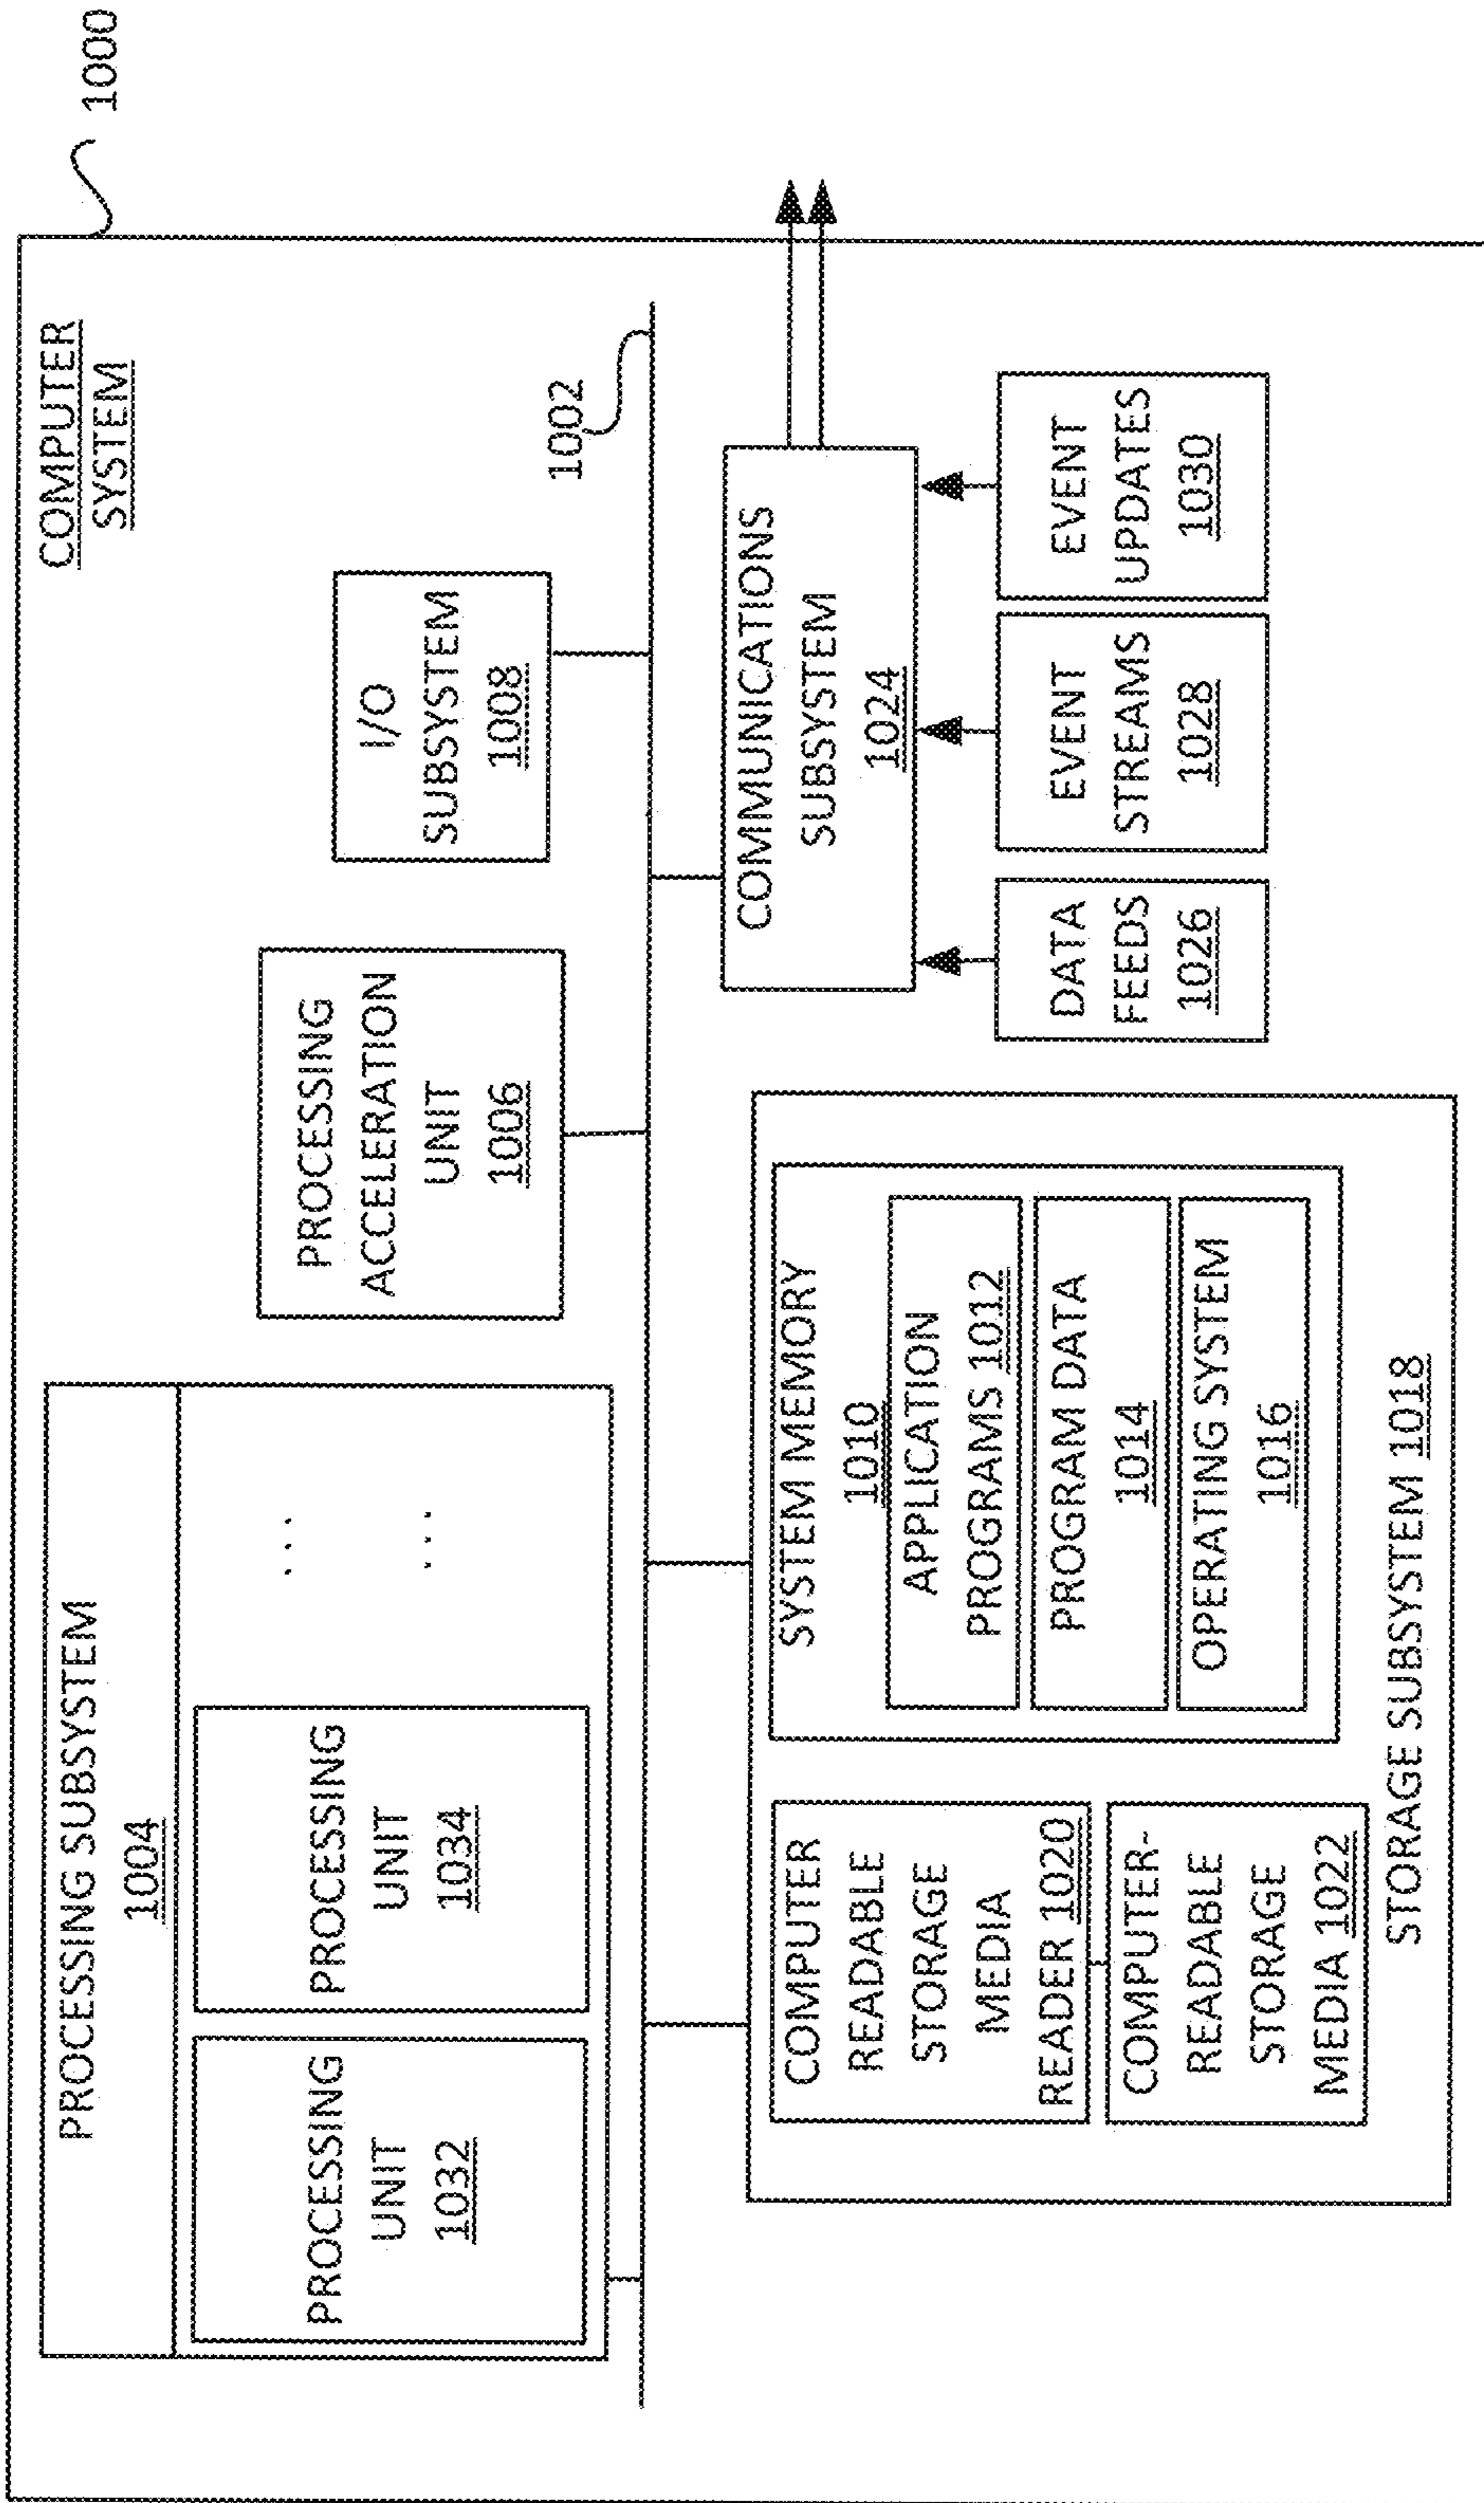 1000
COMPUTER
SYSTEM
PROCESSING SUBSYSTEM
1004
PROCESSING
UNIT
1032
PROCESSING
UNIT
1034
...
...
PROCESSING
ACCELERATION
UNIT
1006
I/O
SUBSYSTEM
1008
1002
COMPUTER
READABLE
STORAGE
MEDIA
READER 1020
COMPUTER-
READABLE
STORAGE
MEDIA 1022
SYSTEM MEMORY
1010
APPLICATION
PROGRAMS 1012
PROGRAM DATA
1014
OPERATING SYSTEM
1016
STORAGE SUBSYSTEM 1018
COMMUNICATIONS
SUBSYSTEM
1024
DATA
FEEDS
1026
EVENT
STREAMS
1028
EVENT
UPDATES
1030